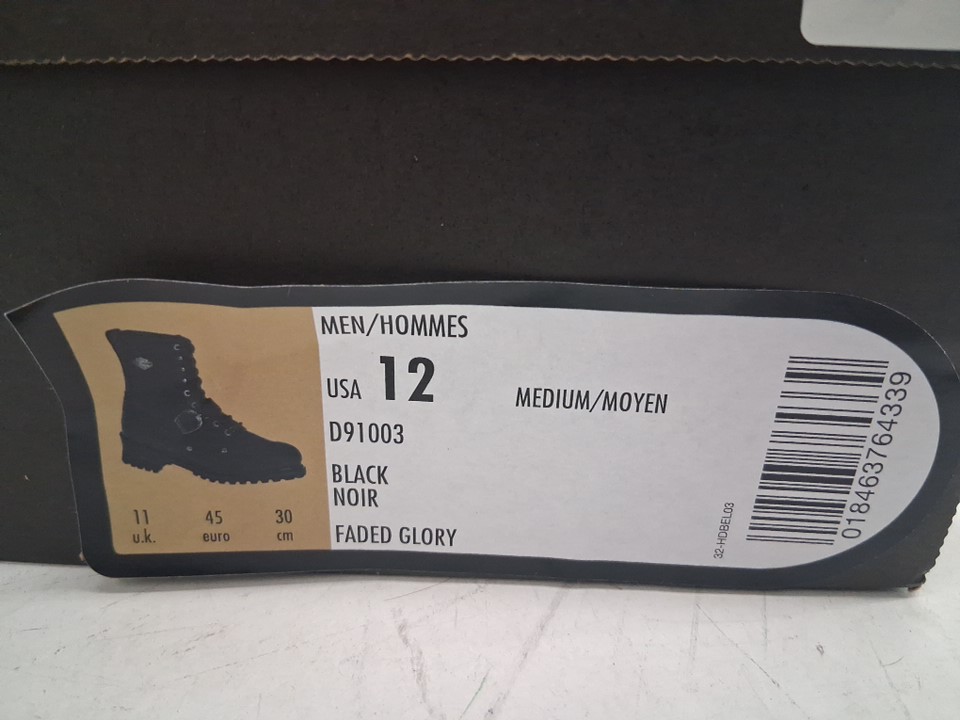 MEN/HOMMES
USA 12
MEDIUM/MOYEN
D91003
BLACK
NOIR
FADED GLORY
11 45 30
u.k. euro cm
32-HDBEL03
018463764339